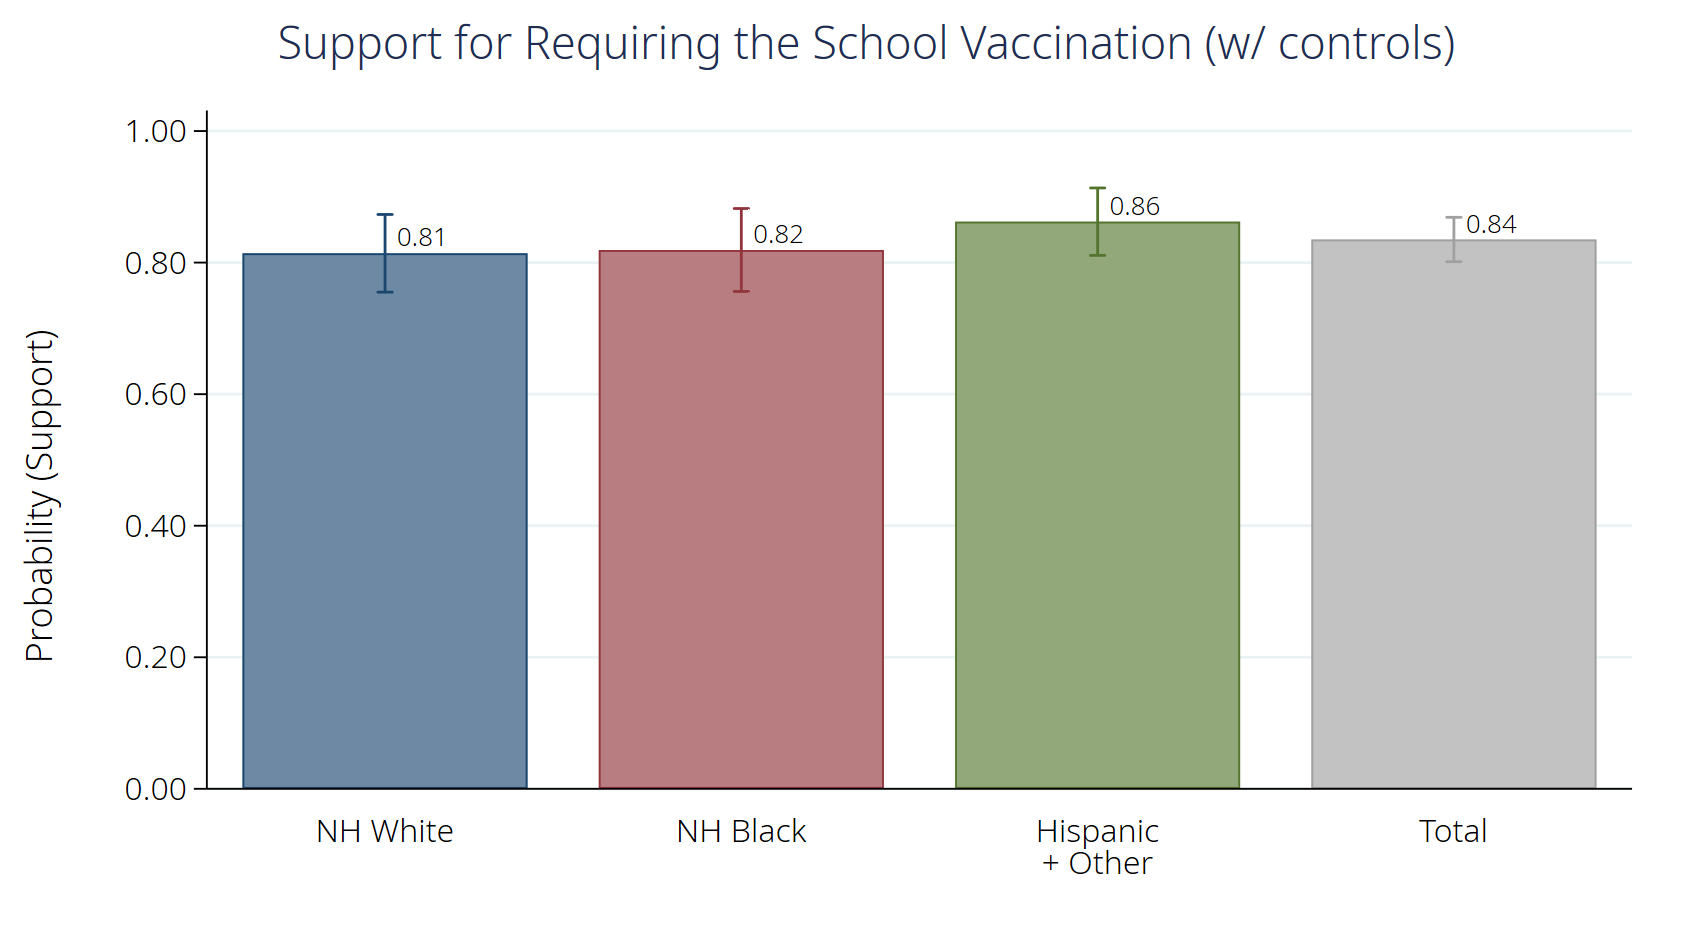 Support for Requiring the School Vaccination (w/ controls)
Probability (Support)
1.00
0.80
0.60
0.40
0.20
0.00
0.81
0.82
0.86
0.84
NH White
NH Black
Hispanic
+ Other
Total